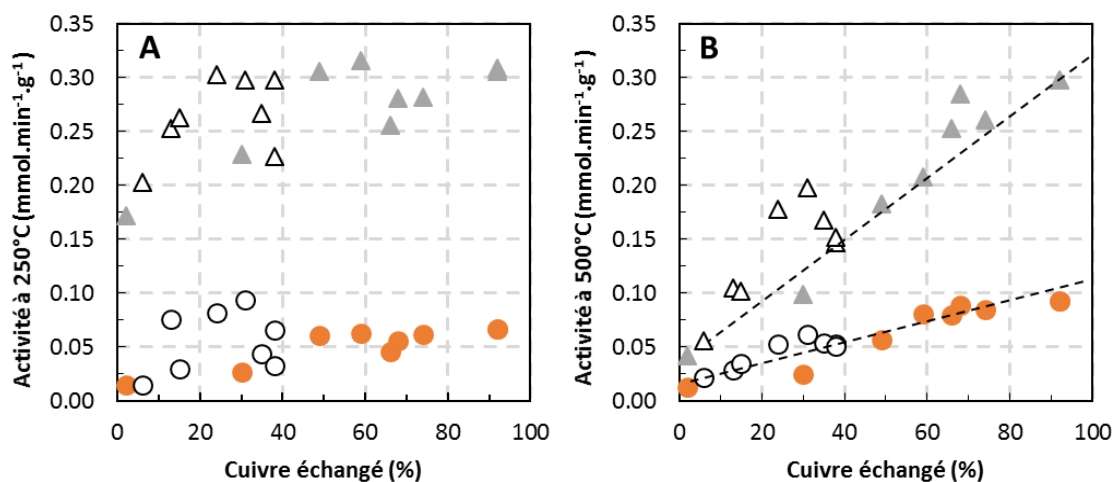 A
Activité à 250°C (mmol.min⁻¹.g⁻¹)
0.35
0.30
0.25
0.20
0.15
0.10
0.05
0.00
0 20 40 60 80 100
Cuivre échangé (%)
B
Activité à 500°C (mmol.min⁻¹.g⁻¹)
0.35
0.30
0.25
0.20
0.15
0.10
0.05
0.00
0 20 40 60 80 100
Cuivre échangé (%)